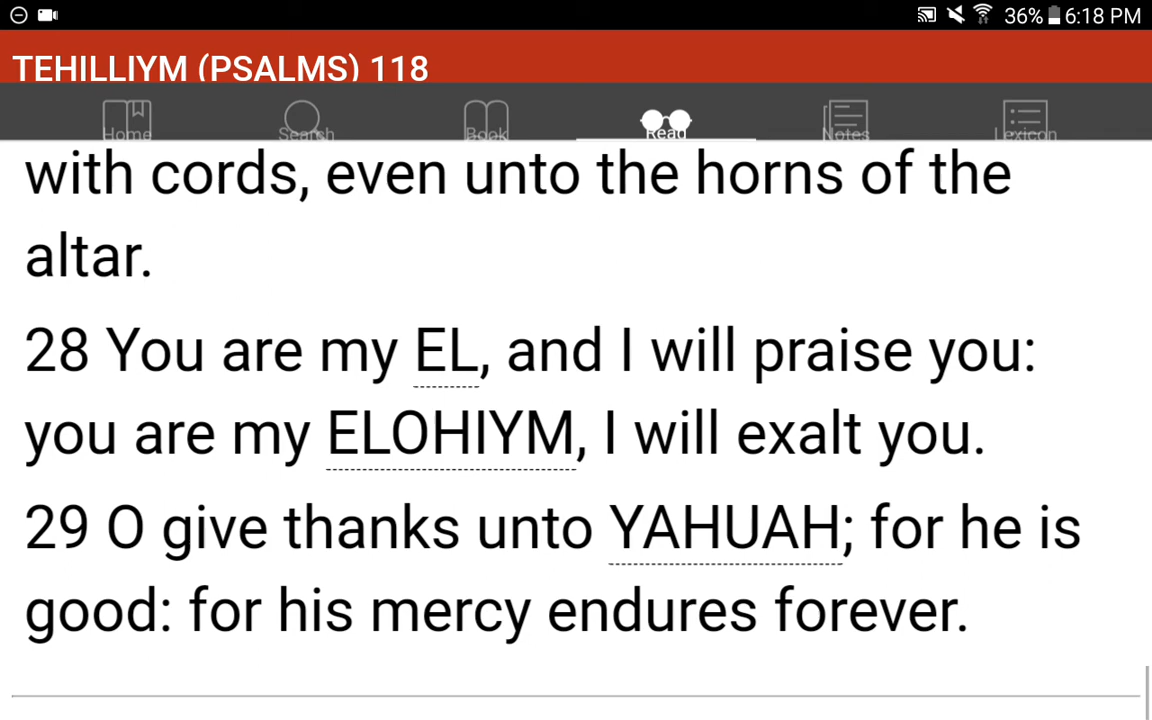 36% 6:18 PM
TEHILLIYM (PSALMS) 118
Home Search Book Read Notes Lexicon
with cords, even unto the horns of the
altar.
28 You are my EL, and I will praise you:
you are my ELOHIYM, I will exalt you.
29 O give thanks unto YAHUAH; for he is
good: for his mercy endures forever.